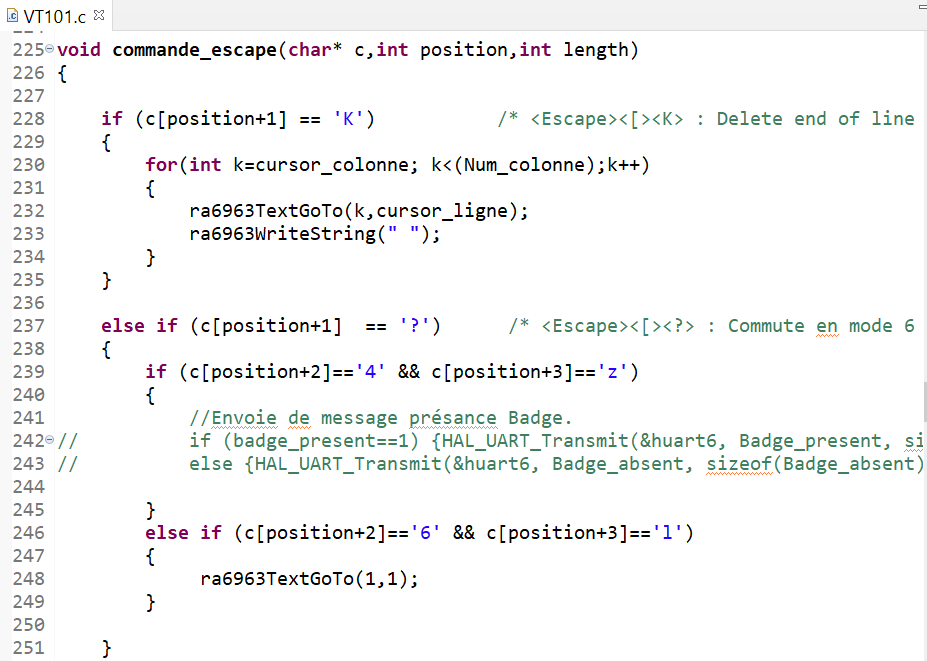 VT101.c
225 void commande_escape(char* c,int position,int length)
226 {
227
228 if (c[position+1] == 'K') /* <Escape><[><K> : Delete end of line
229 {
230 for(int k=cursor_colonne; k<(Num_colonne);k++)
231 {
232 ra6963TextGoTo(k,cursor_ligne);
233 ra6963WriteString(" ");
234 }
235 }
236
237 else if (c[position+1] == '?') /* <Escape><[><?> : Commute en mode 6
238 {
239 if (c[position+2]=='4' && c[position+3]=='z')
240 {
241 //Envoie de message présance Badge.
242 // if (badge_present==1) {HAL_UART_Transmit(&huart6, Badge_present, si
243 // else {HAL_UART_Transmit(&huart6, Badge_absent, sizeof(Badge_absent)
244
245 }
246 else if (c[position+2]=='6' && c[position+3]=='l')
247 {
248 ra6963TextGoTo(1,1);
249 }
250
251 }